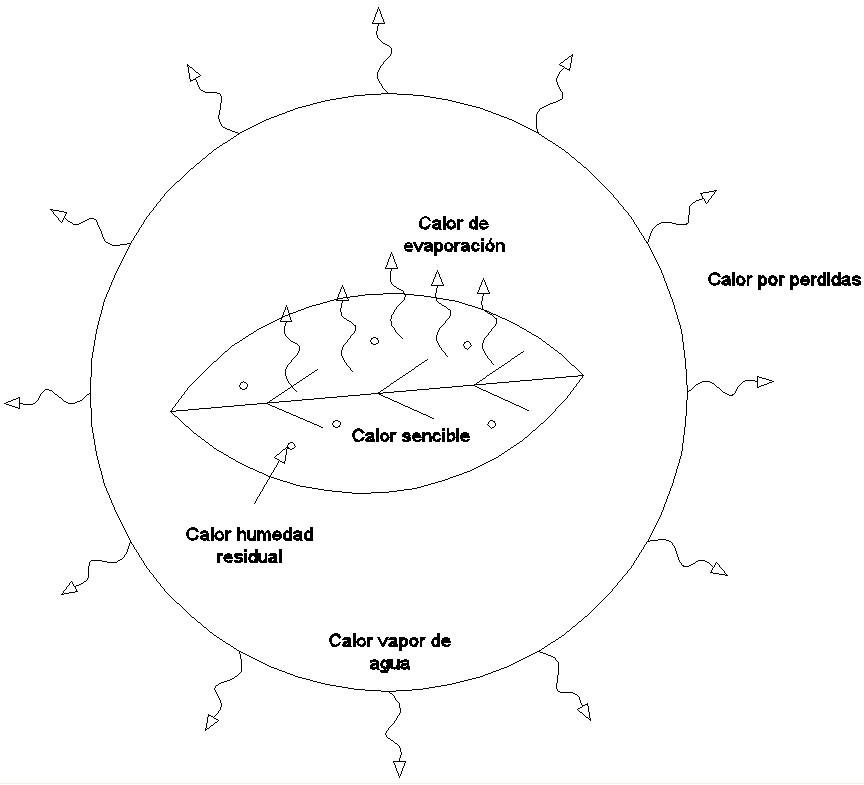 Calor de
evaporación
Calor por perdidas
Calor sencible
Calor humedad
residual
Calor vapor de
agua